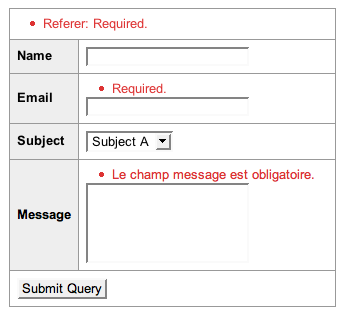 Referer: Required.
Name
Required.
Email
Subject Subject A
Le champ message est obligatoire.
Message
Submit Query